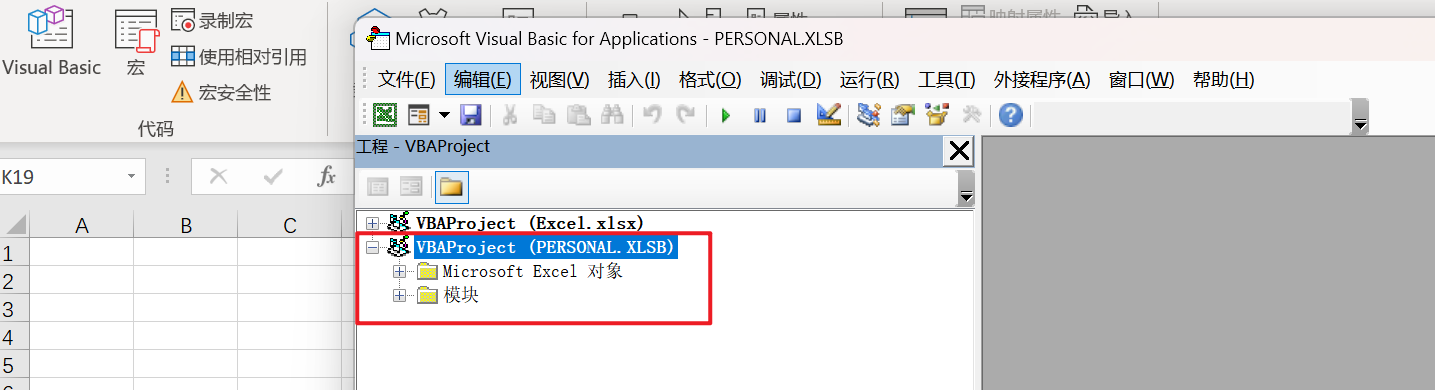 录制宏
Visual Basic
宏
使用相对引用
宏安全性
代码
Microsoft Visual Basic for Applications - PERSONAL.XLSB
文件(F) 编辑(E) 视图(V) 插入(I) 格式(O) 调试(D) 运行(R) 工具(T) 外接程序(A) 窗口(W) 帮助(H)
工程 - VBAProject
K19
fx
A B C
1
2
3
4
5
VBAProject (Excel.xlsx)
VBAProject (PERSONAL.XLSB)
Microsoft Excel 对象
模块